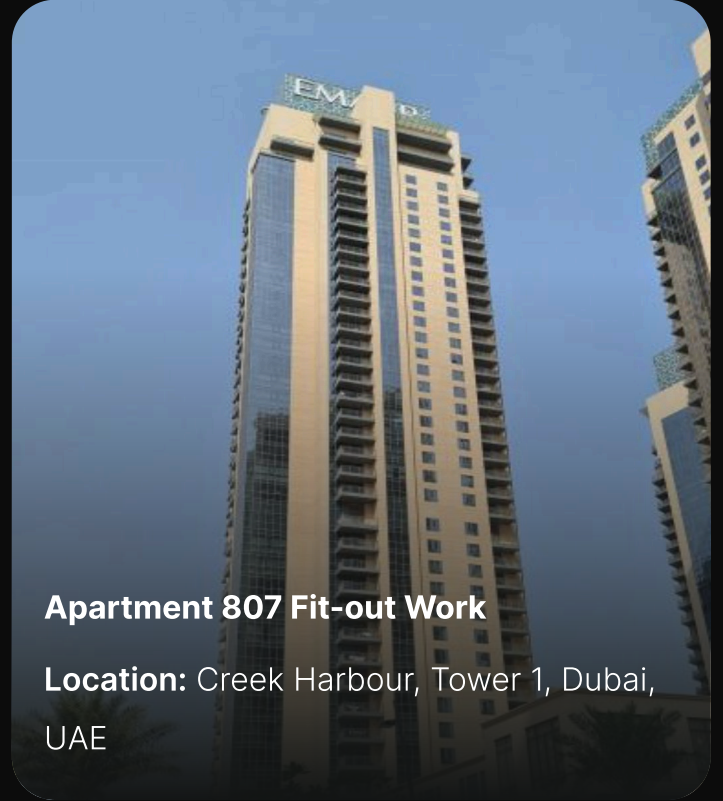 Apartment 807 Fit-out Work
Location: Creek Harbour, Tower 1, Dubai,
UAE